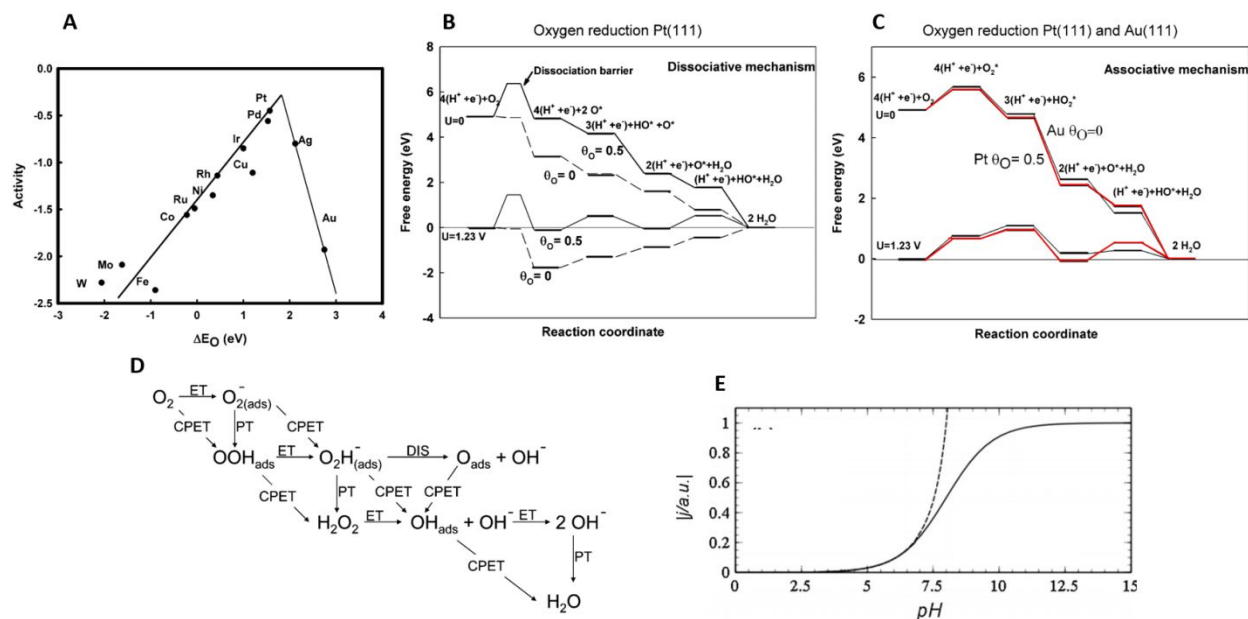 A
Activity
0.0
-0.5
-1.0
-1.5
-2.0
-2.5
-3 -2 -1 0 1 2 3 4
ΔE_O (eV)
Pt
Pd
Ir
Ag
Cu
Rh
Ni
Ru
Co
Au
Mo
W
Fe
B
Oxygen reduction Pt(111)
Free energy (eV)
8
6
4
2
0
-2
-4
Dissociation barrier
Dissociative mechanism
4(H⁺ +e⁻)+O₂
4(H⁺ +e⁻)+2 O*
3(H⁺ +e⁻)+HO* +O*
U=0
θ_O= 0.5
2(H⁺ +e⁻)+O*+H₂O
θ_O= 0
(H⁺ +e⁻)+HO*+H₂O
2 H₂O
U=1.23 V
θ_O= 0.5
θ_O= 0
Reaction coordinate
C
Oxygen reduction Pt(111) and Au(111)
Free energy (eV)
6
4
2
0
-2
4(H⁺ +e⁻)+O₂*
Associative mechanism
4(H⁺ +e⁻)+O₂
3(H⁺ +e⁻)+HO₂*
U=0
Au θ_O=0
Pt θ_O= 0.5
2(H⁺ +e⁻)+O*+H₂O
(H⁺ +e⁻)+HO*+H₂O
U=1.23 V
2 H₂O
Reaction coordinate
D
O₂ ET O₂⁻(ads)
CPET PT CPET
OOH_ads ET O₂H⁻(ads) DIS O_ads + OH⁻
CPET PT CPET CPET
H₂O₂ ET OH_ads + OH⁻ ET 2 OH⁻
CPET PT
H₂O
E
|j/a.u.|
1
0.8
0.6
0.4
0.2
0
0 2.5 5 7.5 10 12.5 15
pH